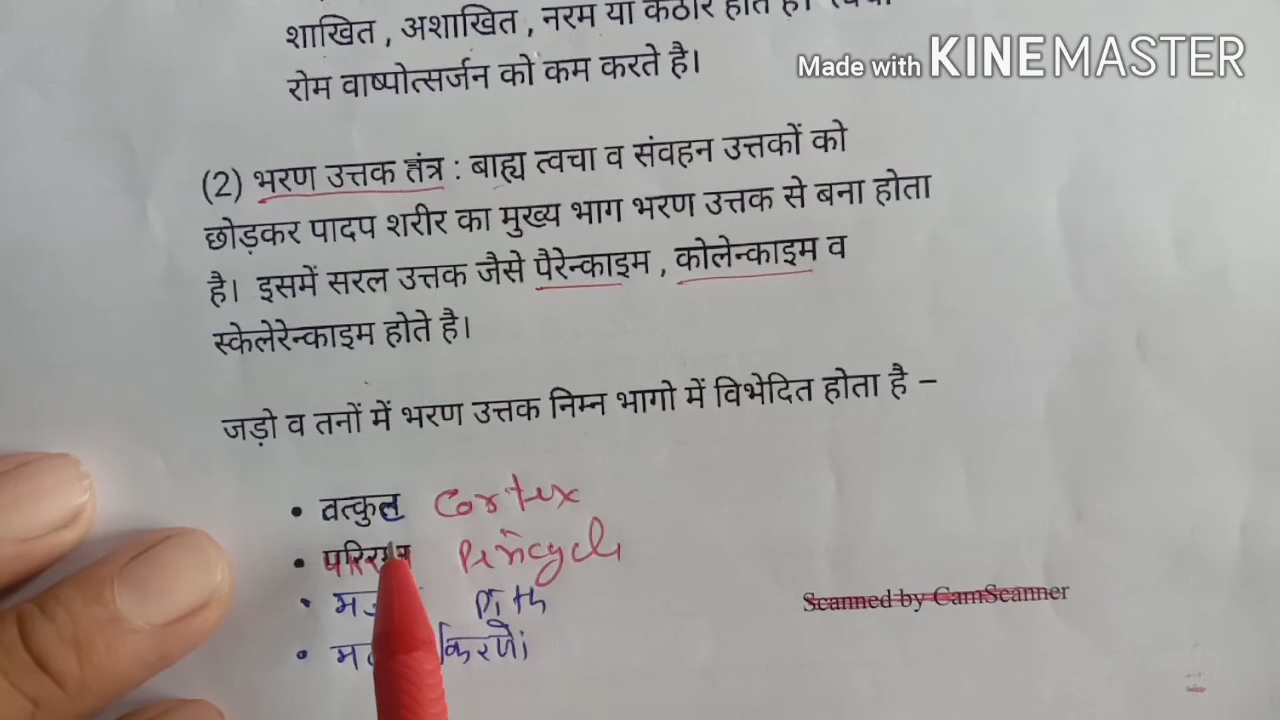 शाखित , अशाखित , नरम या कठोर होते है।
Made with KINEMASTER
रोम वाष्पोत्सर्जन को कम करते है।
(2) भरण उत्तक तंत्र : बाह्य त्वचा व संवहन उत्तकों को
छोड़कर पादप शरीर का मुख्य भाग भरण उत्तक से बना होता
है। इसमें सरल उत्तक जैसे पैरेन्काइम , कोलेन्काइम व
स्केलेरेन्काइम होते है।
जड़ो व तनों में भरण उत्तक निम्न भागो में विभेदित होता है –
• वत्कुल Cortex
• Pericycle
• Pith
• किरणें
Scanned by CamScanner